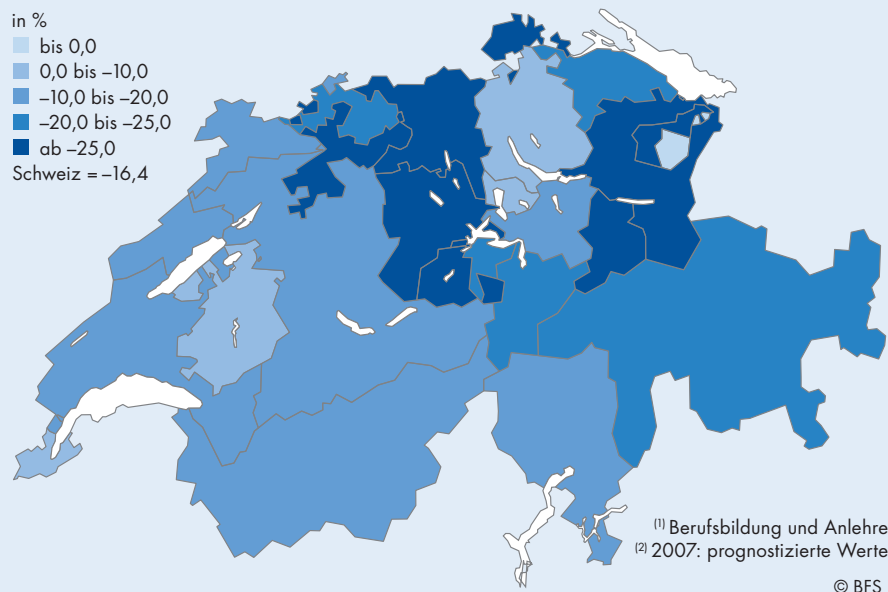 in %
bis 0,0
0,0 bis –10,0
–10,0 bis –20,0
–20,0 bis –25,0
ab –25,0
Schweiz = –16,4
(1) Berufsbildung und Anlehre
(2) 2007: prognostizierte Werte
© BFS